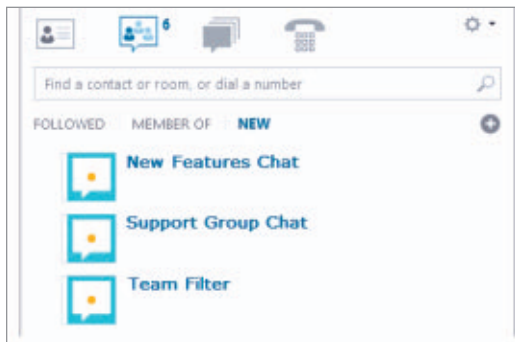 6
Find a contact or room, or dial a number
FOLLOWED MEMBER OF NEW
New Features Chat
Support Group Chat
Team Filter